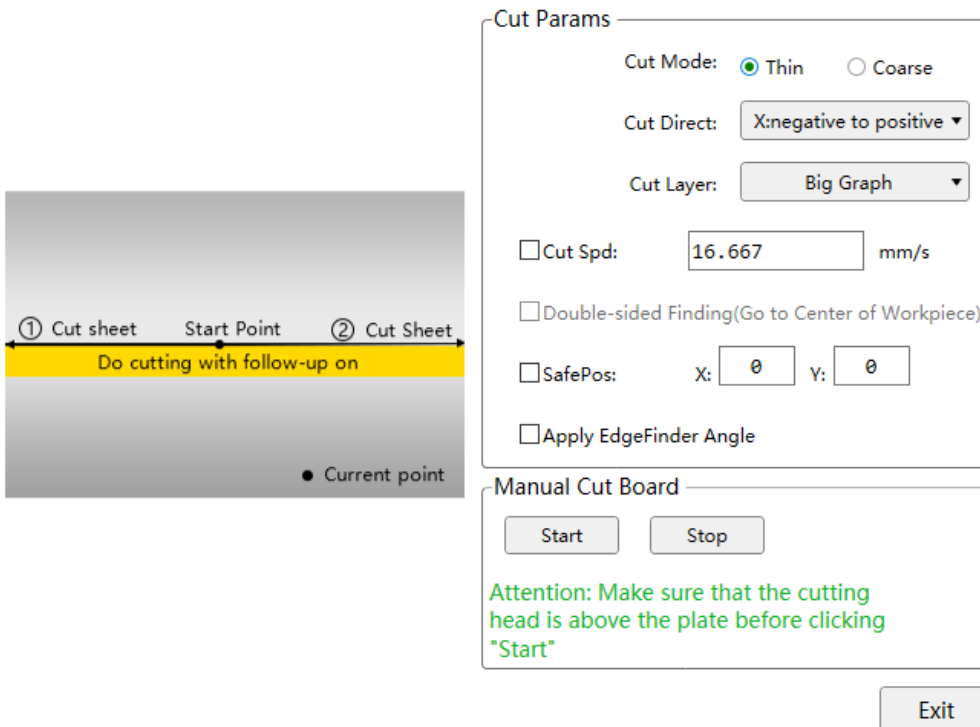 ① Cut sheet Start Point ② Cut Sheet
Do cutting with follow-up on
● Current point
Cut Params
Cut Mode: Thin Coarse
Cut Direct: X:negative to positive
Cut Layer: Big Graph
Cut Spd: 16.667 mm/s
Double-sided Finding(Go to Center of Workpiece)
SafePos: X: 0 Y: 0
Apply EdgeFinder Angle
Manual Cut Board
Start Stop
Attention: Make sure that the cutting
head is above the plate before clicking
"Start"
Exit